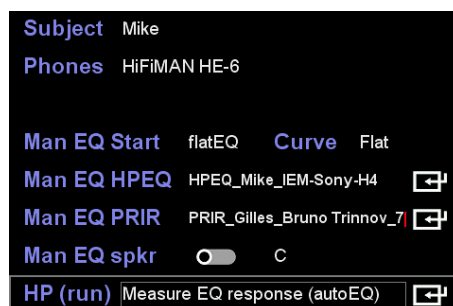 Subject Mike
Phones HiFiMAN HE-6
Man EQ Start flatEQ Curve Flat
Man EQ HPEQ HPEQ_Mike_IEM-Sony-H4
Man EQ PRIR PRIR_Gilles_Bruno Trinnov_7
Man EQ spkr C
HP (run) Measure EQ response (autoEQ)